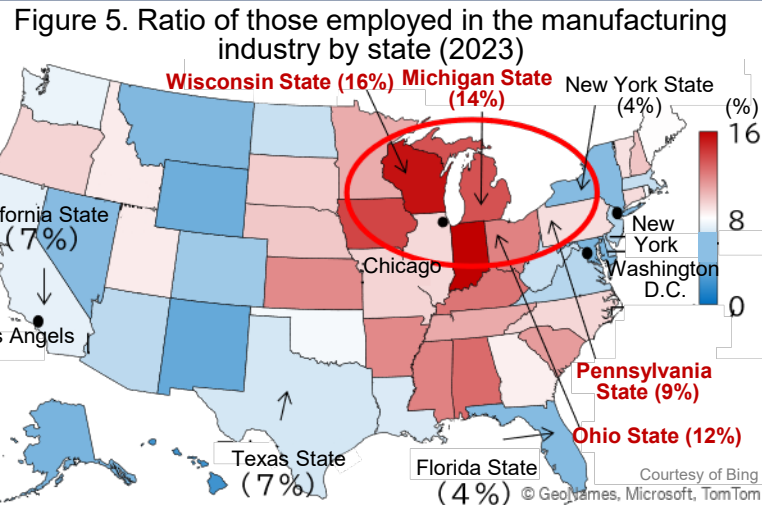 Figure 5. Ratio of those employed in the manufacturing
industry by state (2023)
Wisconsin State (16%)
Michigan State
(14%)
New York State
(4%)
(%)
16
8
0
fornia State
(７%)
s Angels
Chicago
New
York
Washington
D.C.
Pennsylvania
State (9%)
Ohio State (12%)
Texas State
(７%)
Florida State
(４%)
Courtesy of Bing
© GeoNames, Microsoft, TomTom